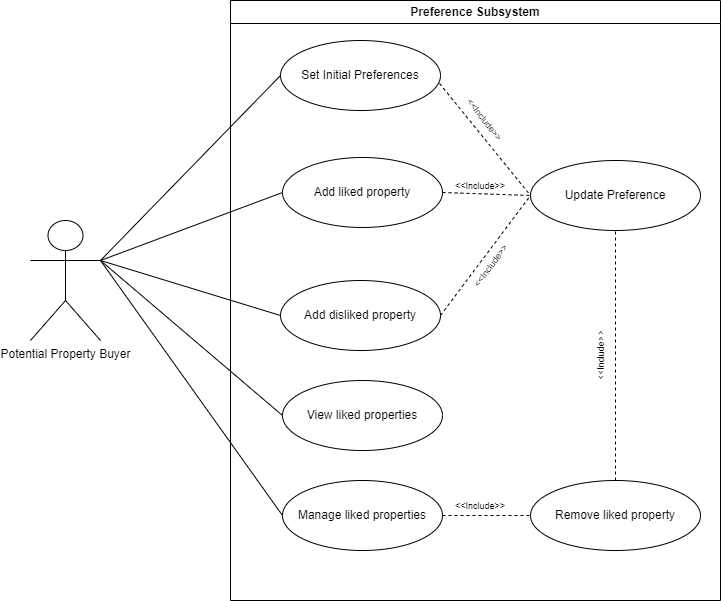 Preference Subsystem
Set Initial Preferences
<<Include>>
Add liked property
<<Include>>
Update Preference
<<Include>>
Add disliked property
Potential Property Buyer
<<Include>>
View liked properties
Manage liked properties
<<Include>>
Remove liked property